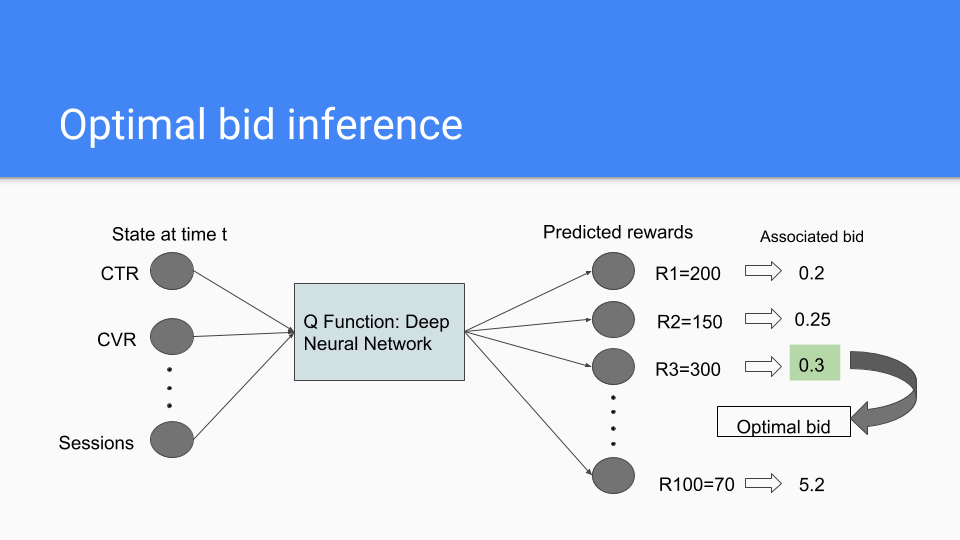 Optimal bid inference
State at time t
Predicted rewards
Associated bid
CTR
R1=200
0.2
CVR
Q Function: Deep
Neural Network
R2=150
0.25
R3=300
0.3
Optimal bid
Sessions
R100=70
5.2